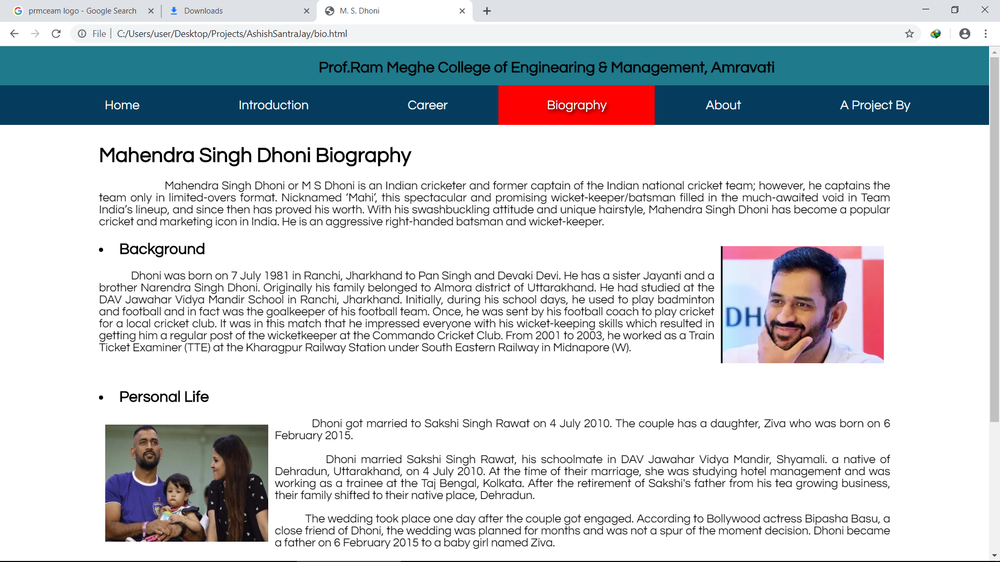 prmceam logo - Google Search
Downloads
M. S. Dhoni
File
C:/Users/user/Desktop/Projects/AshishSantraJay/bio.html
Prof.Ram Meghe College of Enginearing & Management, Amravati
Home
Introduction
Career
Biography
About
A Project By
Mahendra Singh Dhoni Biography
Mahendra Singh Dhoni or M S Dhoni is an Indian cricketer and former captain of the Indian national cricket team; however, he captains the
team only in limited-overs format. Nicknamed ‘Mahi’, this spectacular and promising wicket-keeper/batsman filled in the much-awaited void in Team
India’s lineup, and since then has proved his worth. With his swashbuckling attitude and unique hairstyle, Mahendra Singh Dhoni has become a popular
cricket and marketing icon in India. He is an aggressive right-handed batsman and wicket-keeper.
• Background
Dhoni was born on 7 July 1981 in Ranchi, Jharkhand to Pan Singh and Devaki Devi. He has a sister Jayanti and a
brother Narendra Singh Dhoni. Originally his family belonged to Almora district of Uttarakhand. He had studied at the
DAV Jawahar Vidya Mandir School in Ranchi, Jharkhand. Initially, during his school days, he used to play badminton
and football and in fact was the goalkeeper of his football team. Once, he was sent by his football coach to play cricket
for a local cricket club. It was in this match that he impressed everyone with his wicket-keeping skills which resulted in
getting him a regular post of the wicketkeeper at the Commando Cricket Club. From 2001 to 2003, he worked as a Train
Ticket Examiner (TTE) at the Kharagpur Railway Station under South Eastern Railway in Midnapore (W).
DH
• Personal Life
Dhoni got married to Sakshi Singh Rawat on 4 July 2010. The couple has a daughter, Ziva who was born on 6
February 2015.
Dhoni married Sakshi Singh Rawat, his schoolmate in DAV Jawahar Vidya Mandir, Shyamali. a native of
Dehradun, Uttarakhand, on 4 July 2010. At the time of their marriage, she was studying hotel management and was
working as a trainee at the Taj Bengal, Kolkata. After the retirement of Sakshi's father from his tea growing business,
their family shifted to their native place, Dehradun.
The wedding took place one day after the couple got engaged. According to Bollywood actress Bipasha Basu, a
close friend of Dhoni, the wedding was planned for months and was not a spur of the moment decision. Dhoni became
a father on 6 February 2015 to a baby girl named Ziva.